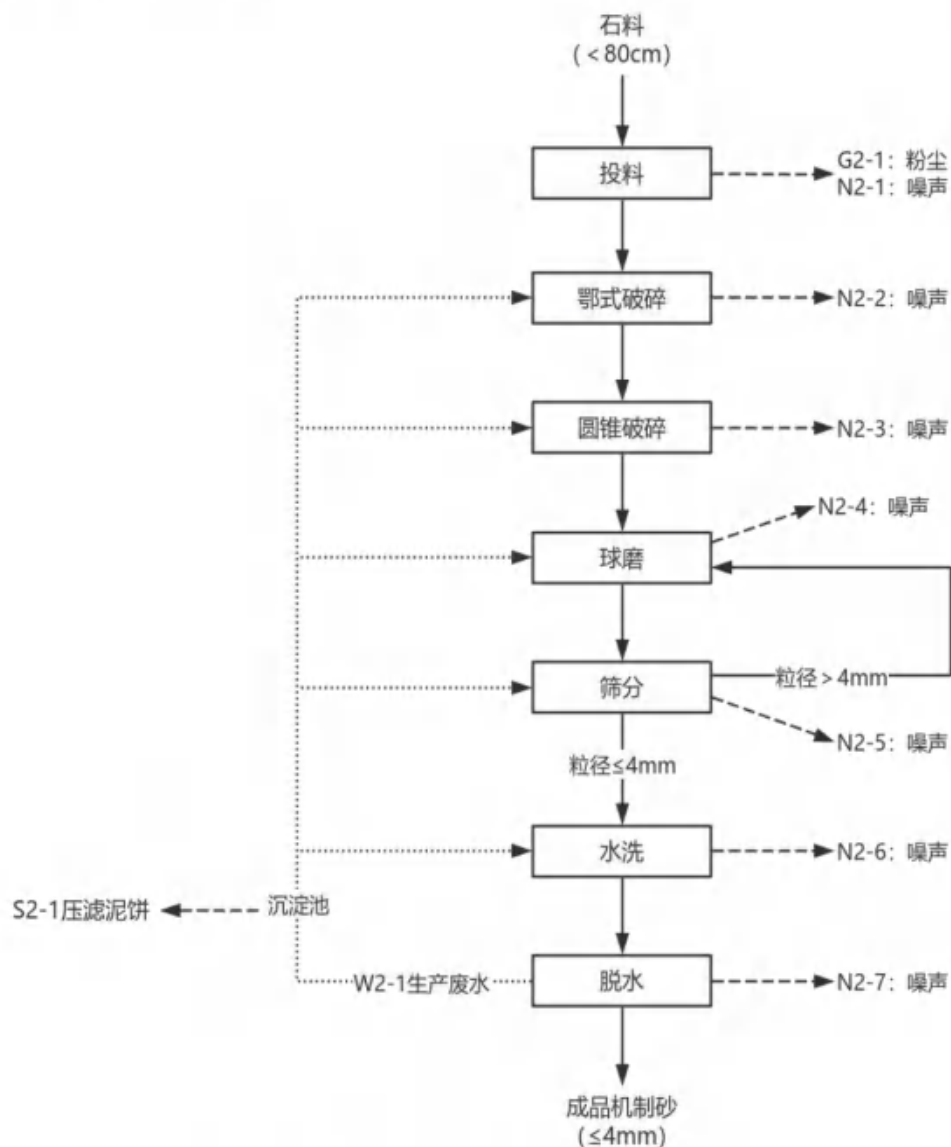 石料
(＜80cm)
投料
G2-1：粉尘
N2-1：噪声
鄂式破碎
N2-2：噪声
圆锥破碎
N2-3：噪声
N2-4：噪声
球磨
筛分
粒径＞4mm
N2-5：噪声
粒径≤4mm
水洗
N2-6：噪声
S2-1压滤泥饼
沉淀池
W2-1生产废水
脱水
N2-7：噪声
成品机制砂
(≤4mm)